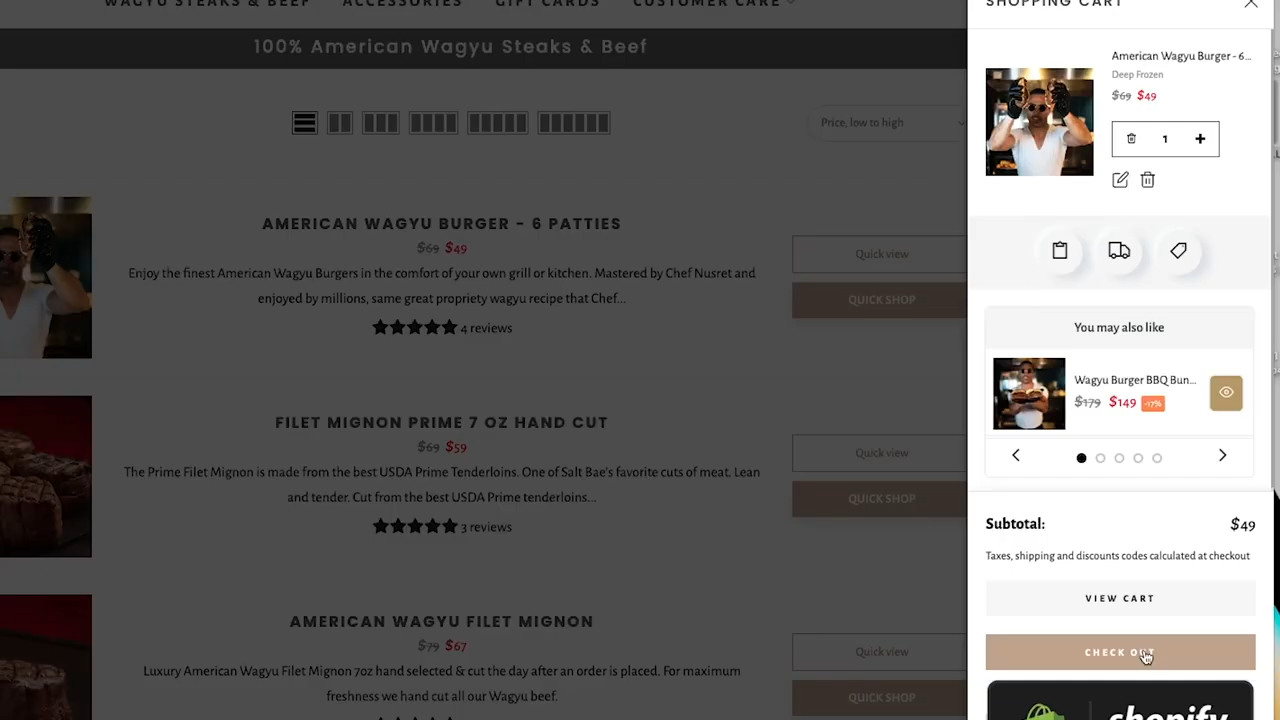 WAGYU STEAKS & BEEF ACCESSORIES GIFT CARDS CUSTOMER CARE
100% American Wagyu Steaks & Beef
Price, low to high
AMERICAN WAGYU BURGER - 6 PATTIES
$69 $49
Enjoy the finest American Wagyu Burgers in the comfort of your own grill or kitchen. Mastered by Chef Nusret and
enjoyed by millions, same great propriety wagyu recipe that Chef...
4 reviews
Quick view
QUICK SHOP
FILET MIGNON PRIME 7 OZ HAND CUT
$69 $59
The Prime Filet Mignon is made from the best USDA Prime Tenderloins. One of Salt Bae's favorite cuts of meat. Lean
and tender. Cut from the best USDA Prime tenderloins...
3 reviews
Quick view
QUICK SHOP
AMERICAN WAGYU FILET MIGNON
$79 $67
Luxury American Wagyu Filet Mignon 7oz hand selected & cut the day after an order is placed. For maximum
freshness we hand cut all our Wagyu beef.
Quick view
QUICK SHOP
SHOPPING CART
American Wagyu Burger - 6...
Deep Frozen
$69 $49
1
You may also like
Wagyu Burger BBQ Bun...
$179 $149 -17%
Subtotal: $49
Taxes, shipping and discounts codes calculated at checkout
VIEW CART
CHECK OUT
shopify